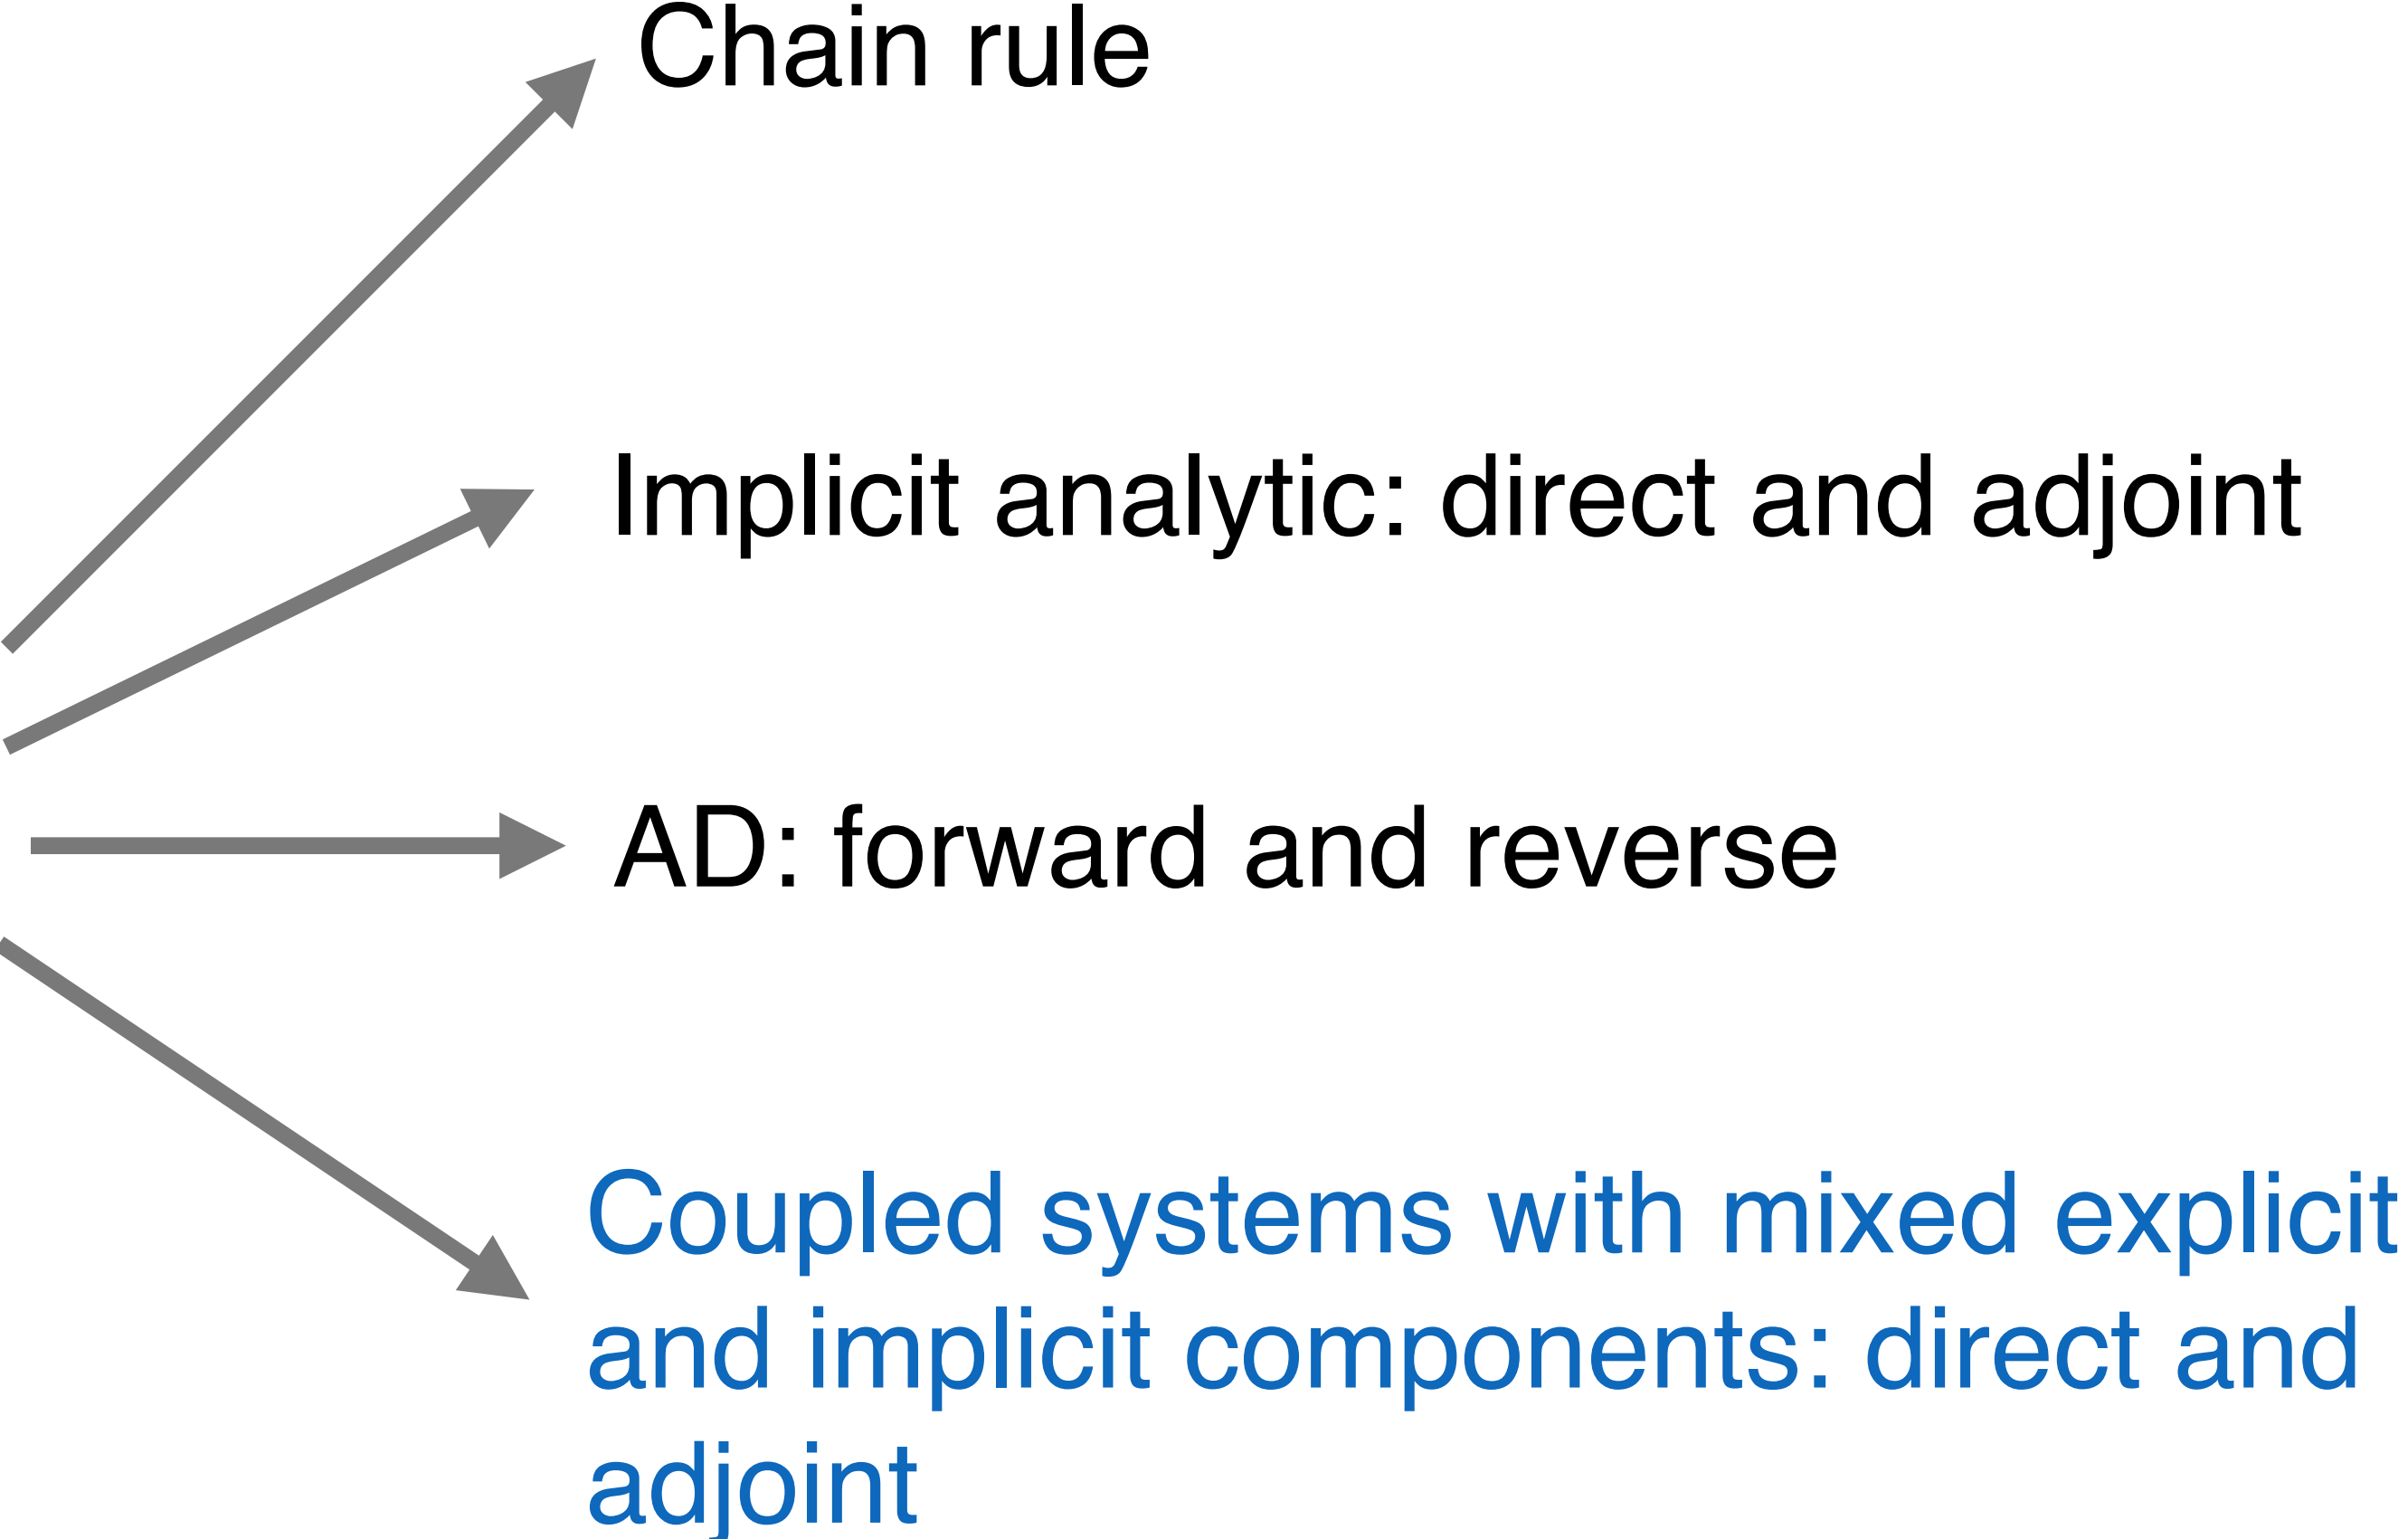 Chain rule
Implicit analytic: direct and adjoint
AD: forward and reverse
Coupled systems with mixed explicit
and implicit components: direct and
adjoint